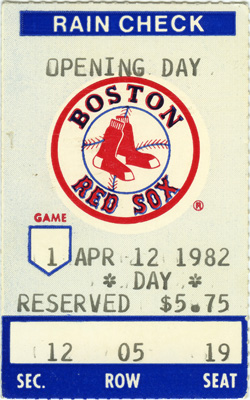 RAIN CHECK
OPENING DAY
BOSTON
RED SOX
®
GAME
1 APR 12 1982
* DAY *
RESERVED $5.75
12 05 19
SEC. ROW SEAT